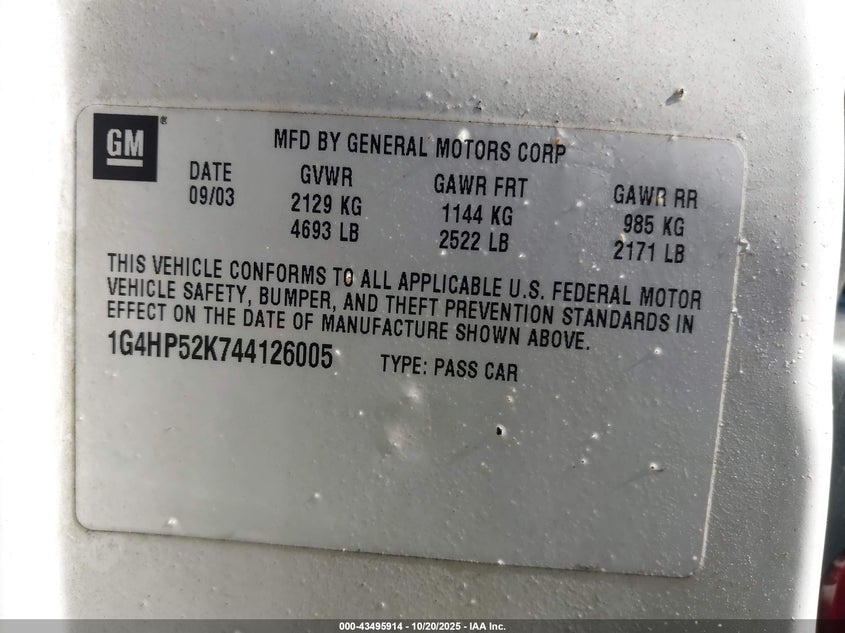 GM®
MFD BY GENERAL MOTORS CORP
DATE GVWR GAWR FRT GAWR RR
09/03 2129 KG 1144 KG 985 KG
4693 LB 2522 LB 2171 LB
THIS VEHICLE CONFORMS TO ALL APPLICABLE U.S. FEDERAL MOTOR
VEHICLE SAFETY, BUMPER, AND THEFT PREVENTION STANDARDS IN
EFFECT ON THE DATE OF MANUFACTURE SHOWN ABOVE.
1G4HP52K744126005 TYPE: PASS CAR
000-43495914 - 10/20/2025 - IAA Inc.